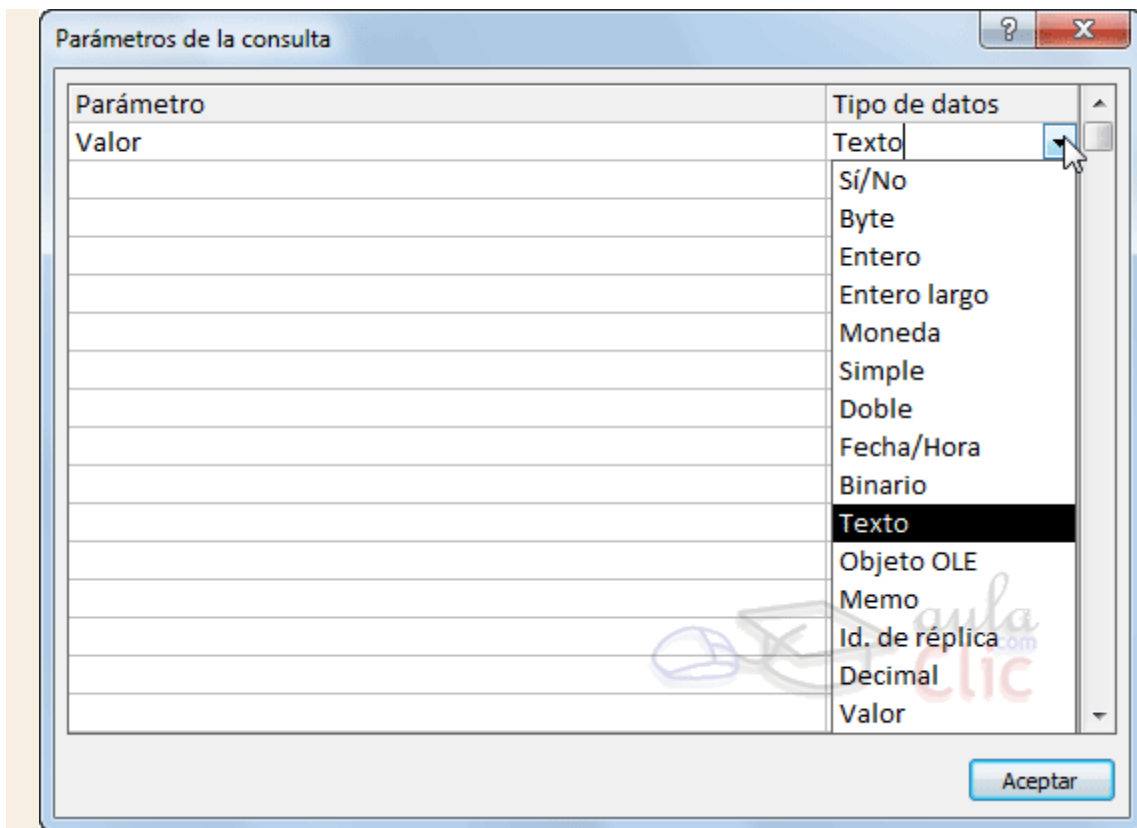 Parámetros de la consulta
Parámetro Tipo de datos
Valor Texto
Sí/No
Byte
Entero
Entero largo
Moneda
Simple
Doble
Fecha/Hora
Binario
Texto
Objeto OLE
Memo
Id. de réplica
Decimal
Valor
aula
.com
Clic
Aceptar